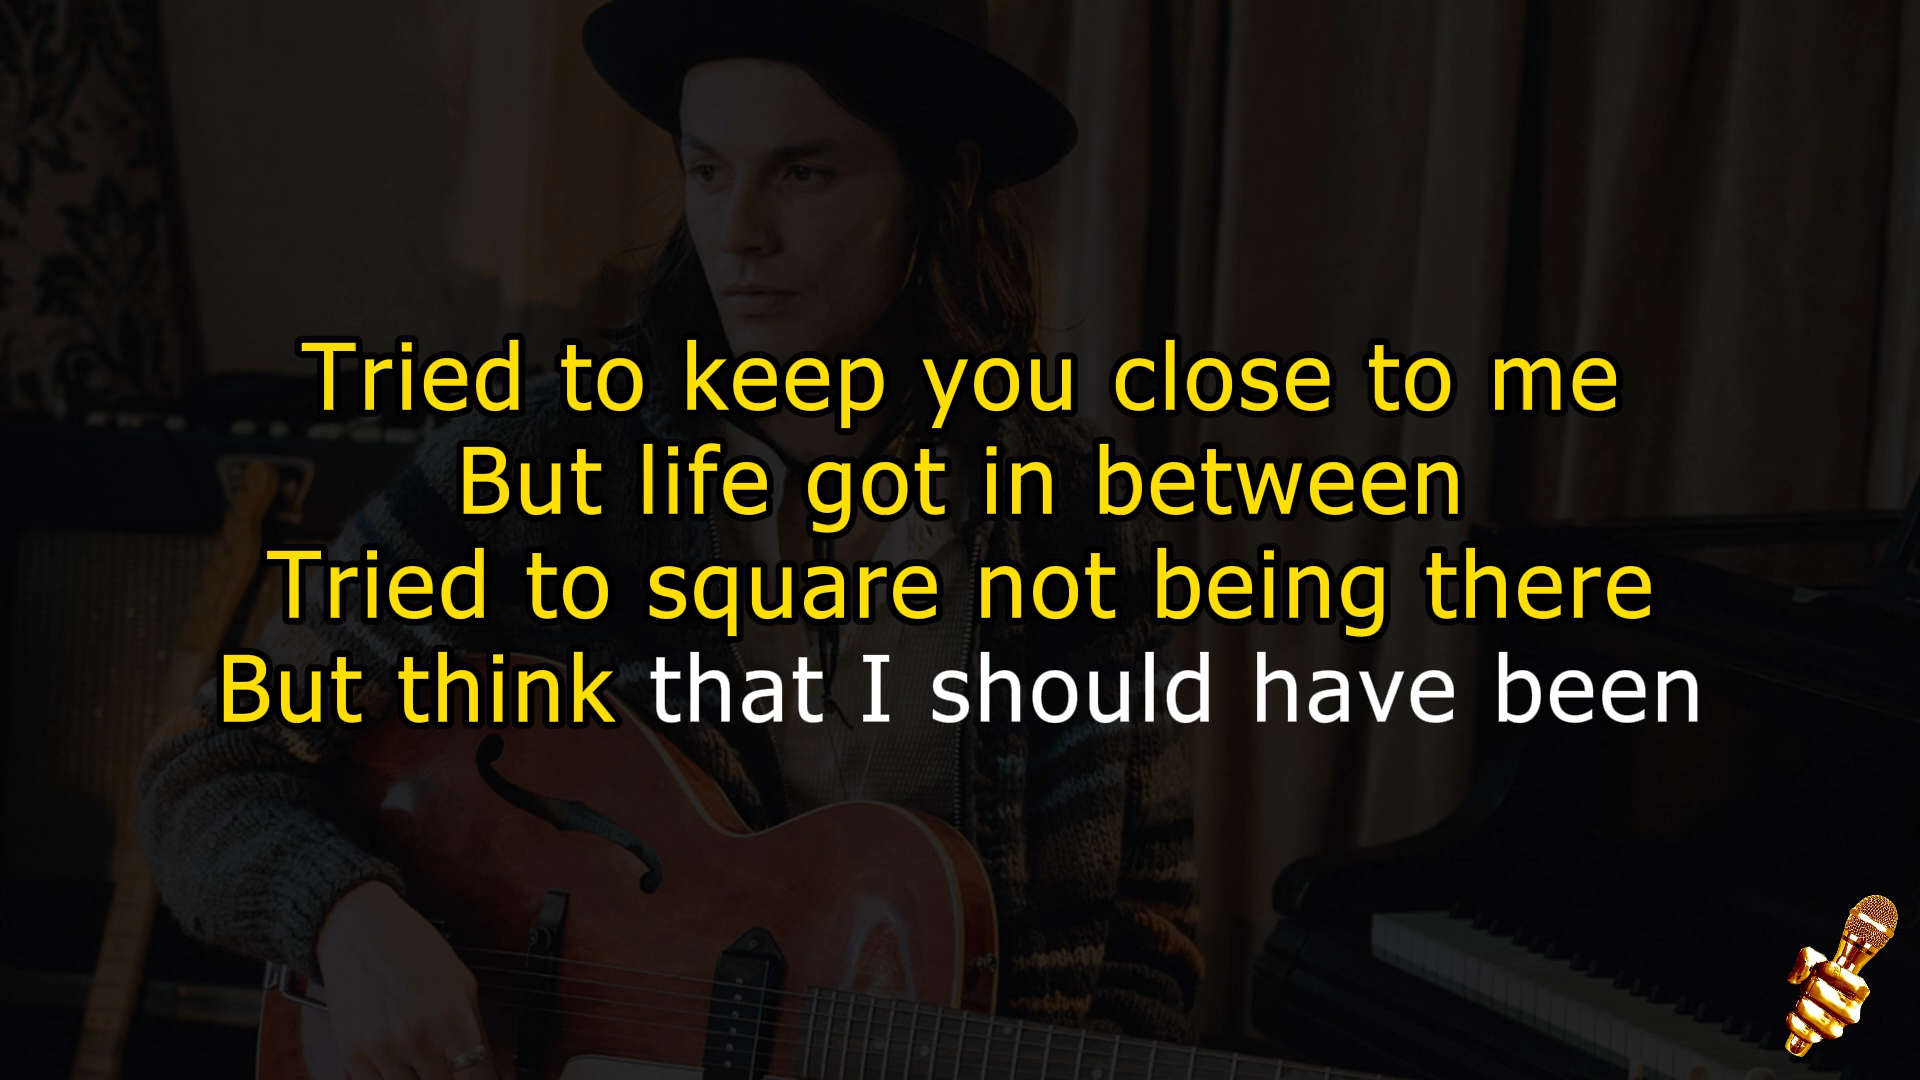 Tried to keep you close to me
But life got in between
Tried to square not being there
But think that I should have been